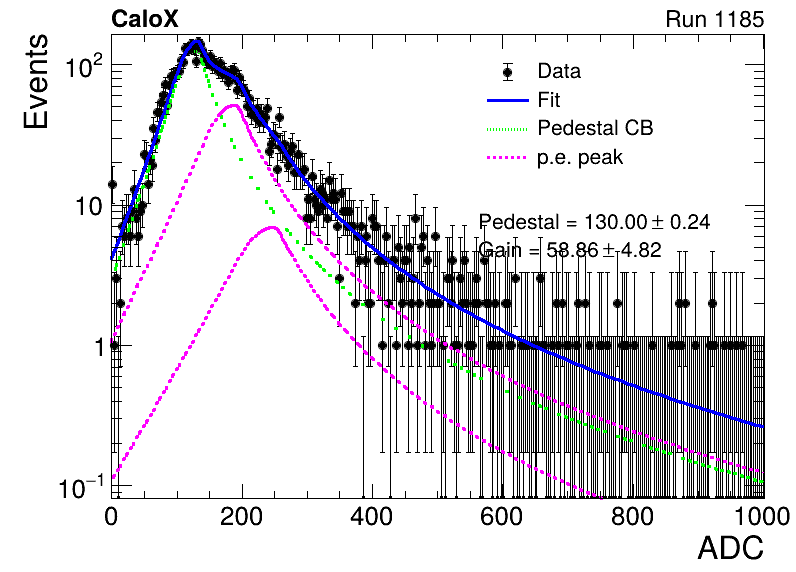 CaloX Run 1185
Events
10²
10
1
10⁻¹
Data
Fit
Pedestal CB
p.e. peak
Pedestal = 130.00 ± 0.24
Gain = 58.86 ± 4.82
0 200 400 600 800 1000
ADC